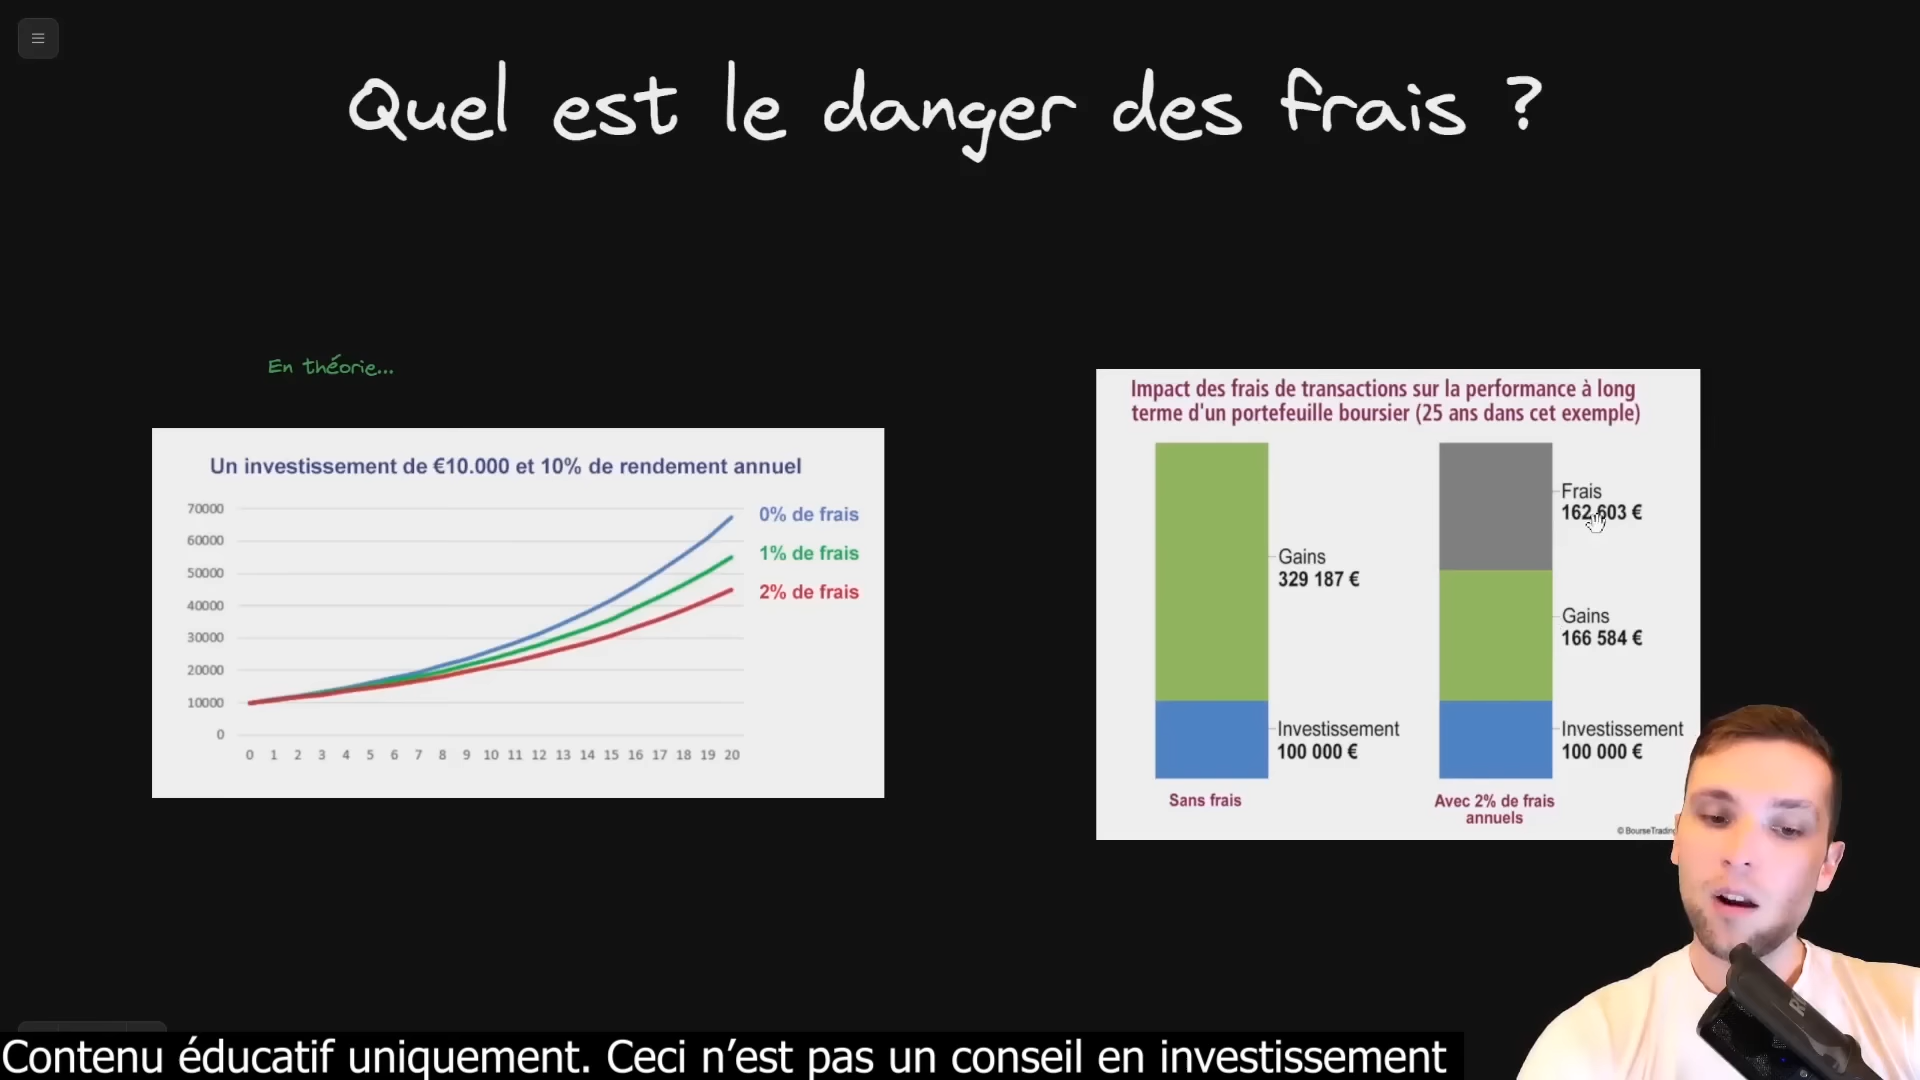 Quel est le danger des frais ?
En théorie...
Un investissement de €10.000 et 10% de rendement annuel
70000
60000
50000
40000
30000
20000
10000
0
0 1 2 3 4 5 6 7 8 9 10 11 12 13 14 15 16 17 18 19 20
0% de frais
1% de frais
2% de frais
Impact des frais de transactions sur la performance à long
terme d'un portefeuille boursier (25 ans dans cet exemple)
Gains
329 187 €
Investissement
100 000 €
Sans frais
Frais
162 603 €
Gains
166 584 €
Investissement
100 000 €
Avec 2% de frais
annuels
© BourseTrading
Contenu éducatif uniquement. Ceci n’est pas un conseil en investissement